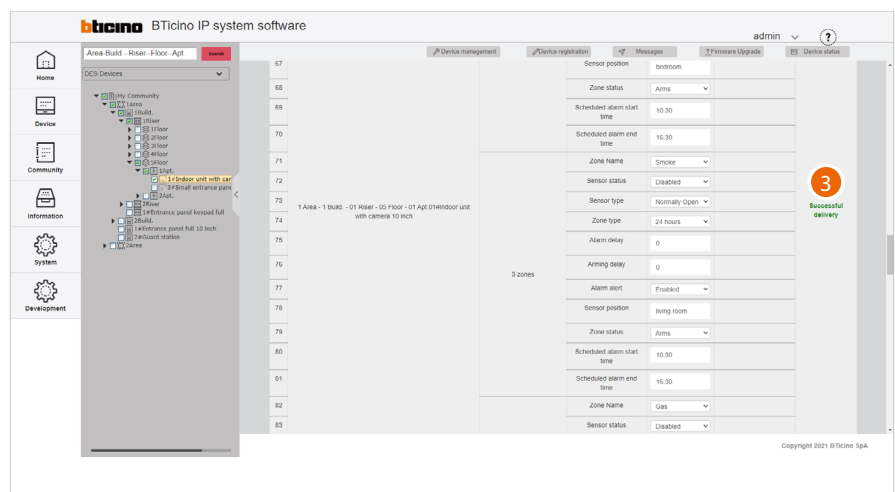 bticino BTicino IP system software
admin
?
Area-Build.--Riser--Floor--Apt.
Search
Device management
Device registration
Messages
Firmware Upgrade
Device status
DES Devices
Home
Device
Community
Information
System
Development
My Community
1Area
1Build.
1Riser
1Floor
2Floor
3Floor
4Floor
5Floor
1Apt.
1#Indoor unit with car
3#Small entrance pane
2Apt.
2Riser
1#Entrance panel keypad full
2Build.
1#Entrance panel full 10 inch
2#Guard station
2Area
67 Sensor position bedroom
68 Zone status Arms
69 Scheduled alarm start time 10:30
70 Scheduled alarm end time 16:30
71 Zone Name Smoke
72 Sensor status Disabled
73 Sensor type Normally Open
74 Zone type 24 hours
75 Alarm delay 0
76 Arming delay 0
77 Alarm alert Enabled
78 Sensor position living room
79 Zone status Arms
80 Scheduled alarm start time 10:30
81 Scheduled alarm end time 16:30
82 Zone Name Gas
83 Sensor status Disabled
1 Area - 1 Build. - 01 Riser - 05 Floor - 01 Apt.01#Indoor unit
with camera 10 inch
3 zones
3
Successful
delivery
Copyright 2021 BTicino SpA